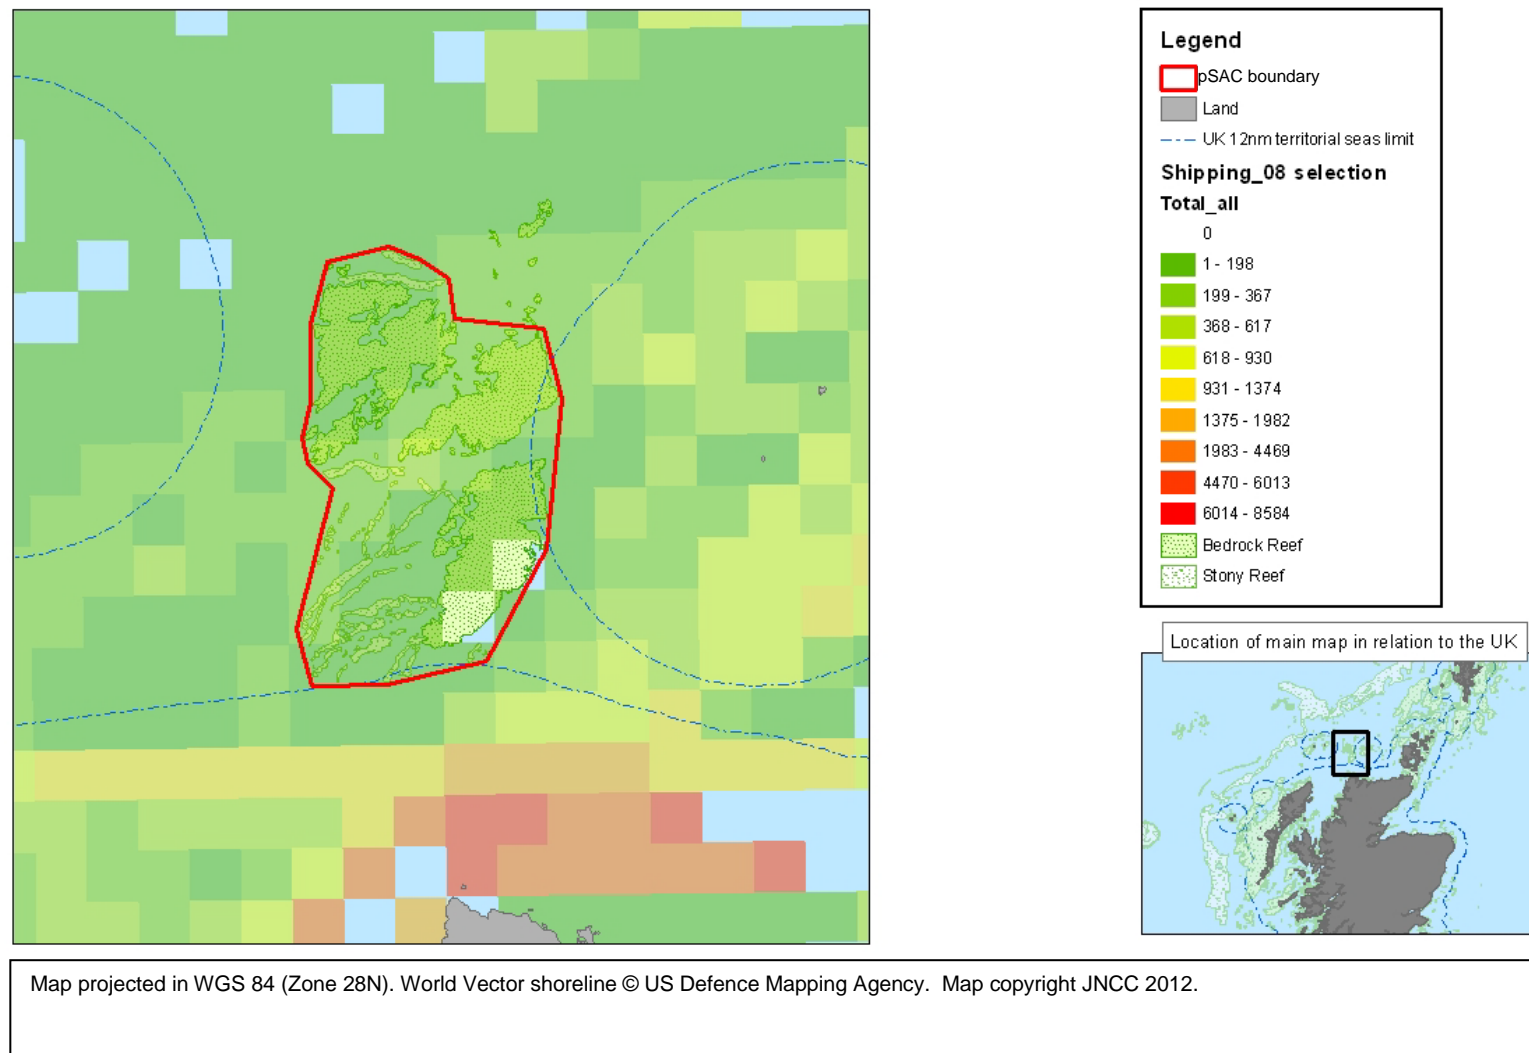 Legend
pSAC boundary
Land
UK 12nm territorial seas limit
Shipping_08 selection
Total_all
0
1 - 198
199 - 367
368 - 617
618 - 930
931 - 1374
1375 - 1982
1983 - 4469
4470 - 6013
6014 - 8584
Bedrock Reef
Stony Reef
Location of main map in relation to the UK
Map projected in WGS 84 (Zone 28N). World Vector shoreline © US Defence Mapping Agency. Map copyright JNCC 2012.